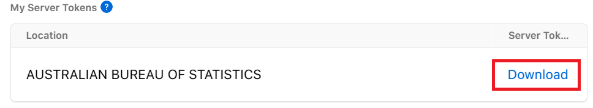 My Server Tokens ?
Location Server Tok...
AUSTRALIAN BUREAU OF STATISTICS Download